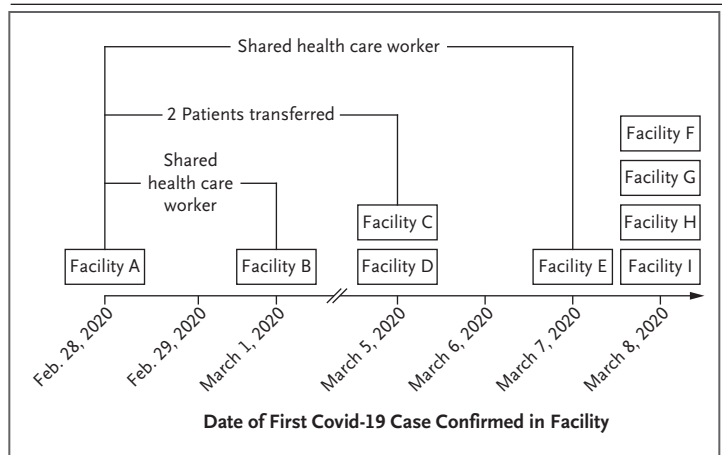 Shared health care worker
2 Patients transferred
Shared
health care
worker
Facility F
Facility G
Facility C
Facility H
Facility A
Facility B
Facility D
Facility E
Facility I
Feb. 28, 2020
Feb. 29, 2020
March 1, 2020
March 5, 2020
March 6, 2020
March 7, 2020
March 8, 2020
Date of First Covid-19 Case Confirmed in Facility